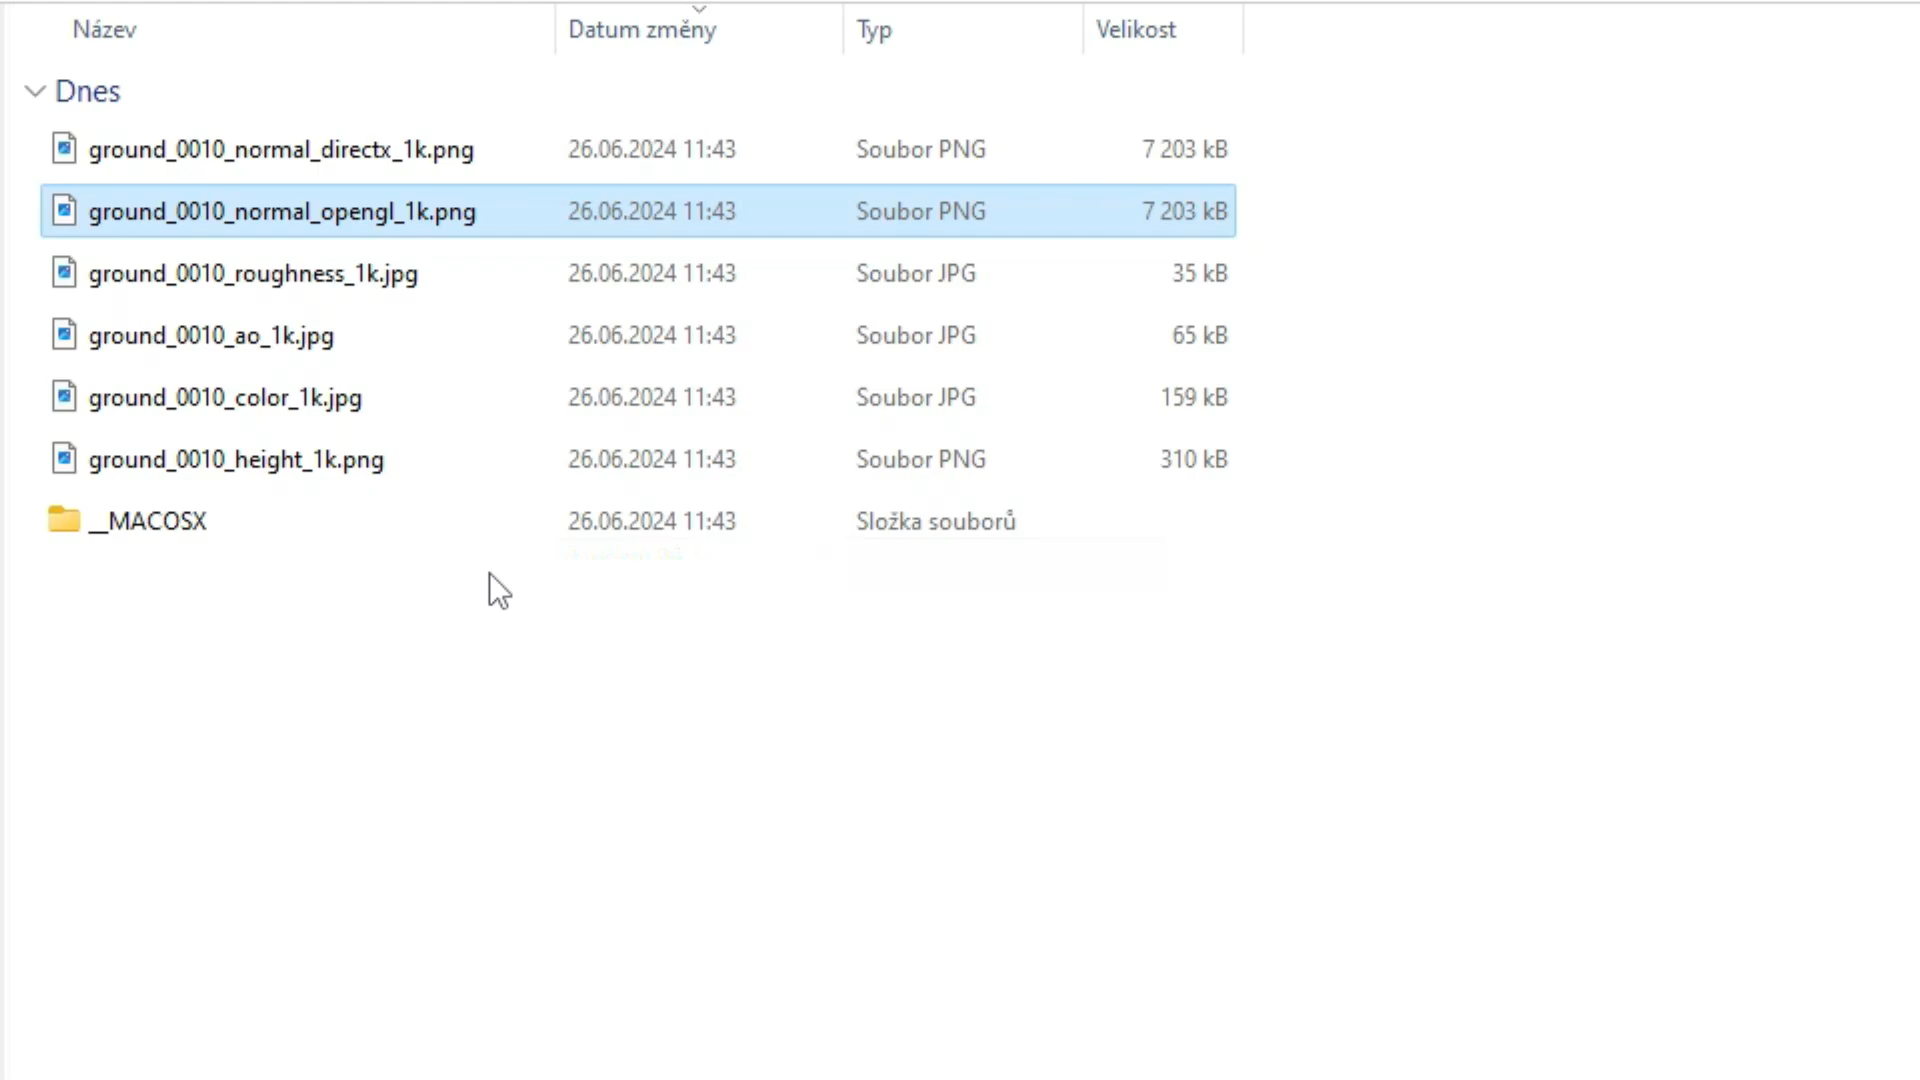 Název Datum změny Typ Velikost
Dnes
ground_0010_normal_directx_1k.png 26.06.2024 11:43 Soubor PNG 7 203 kB
ground_0010_normal_opengl_1k.png 26.06.2024 11:43 Soubor PNG 7 203 kB
ground_0010_roughness_1k.jpg 26.06.2024 11:43 Soubor JPG 35 kB
ground_0010_ao_1k.jpg 26.06.2024 11:43 Soubor JPG 65 kB
ground_0010_color_1k.jpg 26.06.2024 11:43 Soubor JPG 159 kB
ground_0010_height_1k.png 26.06.2024 11:43 Soubor PNG 310 kB
__MACOSX 26.06.2024 11:43 Složka souborů